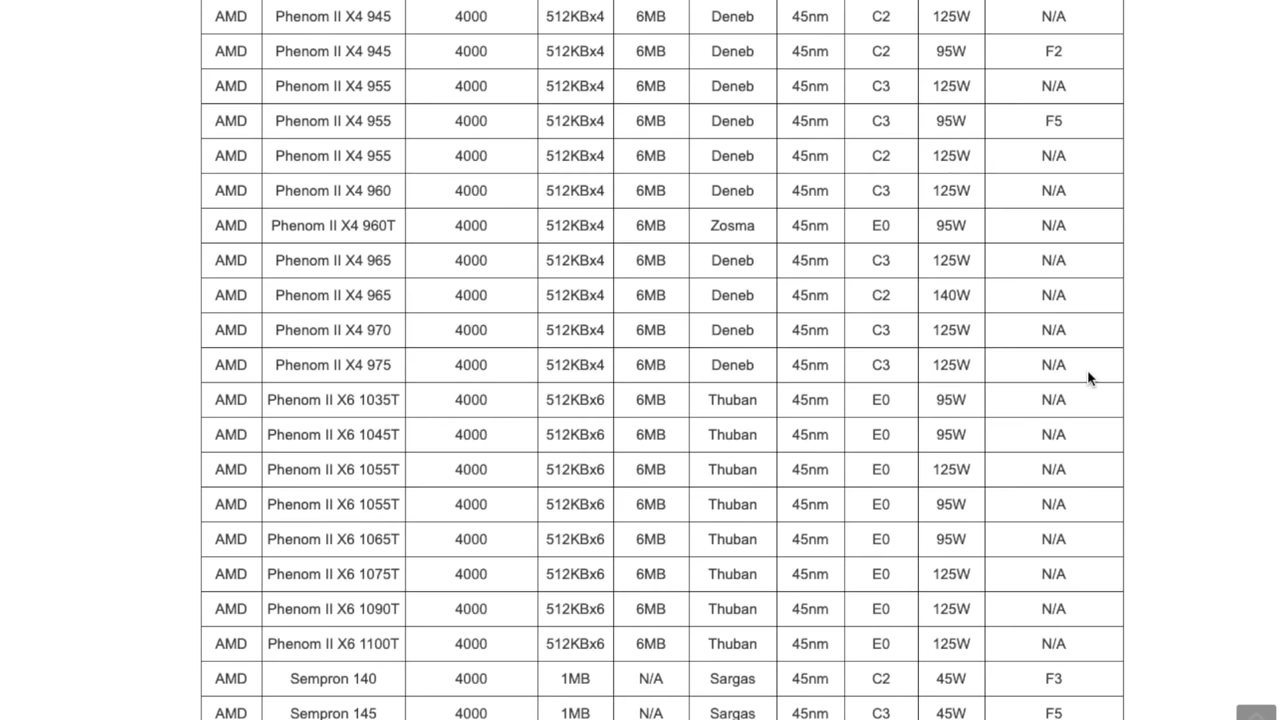 AMD Phenom II X4 945 4000 512KBx4 6MB Deneb 45nm C2 125W N/A
AMD Phenom II X4 945 4000 512KBx4 6MB Deneb 45nm C2 95W F2
AMD Phenom II X4 955 4000 512KBx4 6MB Deneb 45nm C3 125W N/A
AMD Phenom II X4 955 4000 512KBx4 6MB Deneb 45nm C3 95W F5
AMD Phenom II X4 955 4000 512KBx4 6MB Deneb 45nm C2 125W N/A
AMD Phenom II X4 960 4000 512KBx4 6MB Deneb 45nm C3 125W N/A
AMD Phenom II X4 960T 4000 512KBx4 6MB Zosma 45nm E0 95W N/A
AMD Phenom II X4 965 4000 512KBx4 6MB Deneb 45nm C3 125W N/A
AMD Phenom II X4 965 4000 512KBx4 6MB Deneb 45nm C2 140W N/A
AMD Phenom II X4 970 4000 512KBx4 6MB Deneb 45nm C3 125W N/A
AMD Phenom II X4 975 4000 512KBx4 6MB Deneb 45nm C3 125W N/A
AMD Phenom II X6 1035T 4000 512KBx6 6MB Thuban 45nm E0 95W N/A
AMD Phenom II X6 1045T 4000 512KBx6 6MB Thuban 45nm E0 95W N/A
AMD Phenom II X6 1055T 4000 512KBx6 6MB Thuban 45nm E0 125W N/A
AMD Phenom II X6 1055T 4000 512KBx6 6MB Thuban 45nm E0 95W N/A
AMD Phenom II X6 1065T 4000 512KBx6 6MB Thuban 45nm E0 95W N/A
AMD Phenom II X6 1075T 4000 512KBx6 6MB Thuban 45nm E0 125W N/A
AMD Phenom II X6 1090T 4000 512KBx6 6MB Thuban 45nm E0 125W N/A
AMD Phenom II X6 1100T 4000 512KBx6 6MB Thuban 45nm E0 125W N/A
AMD Sempron 140 4000 1MB N/A Sargas 45nm C2 45W F3
AMD Sempron 145 4000 1MB N/A Sargas 45nm C3 45W F5